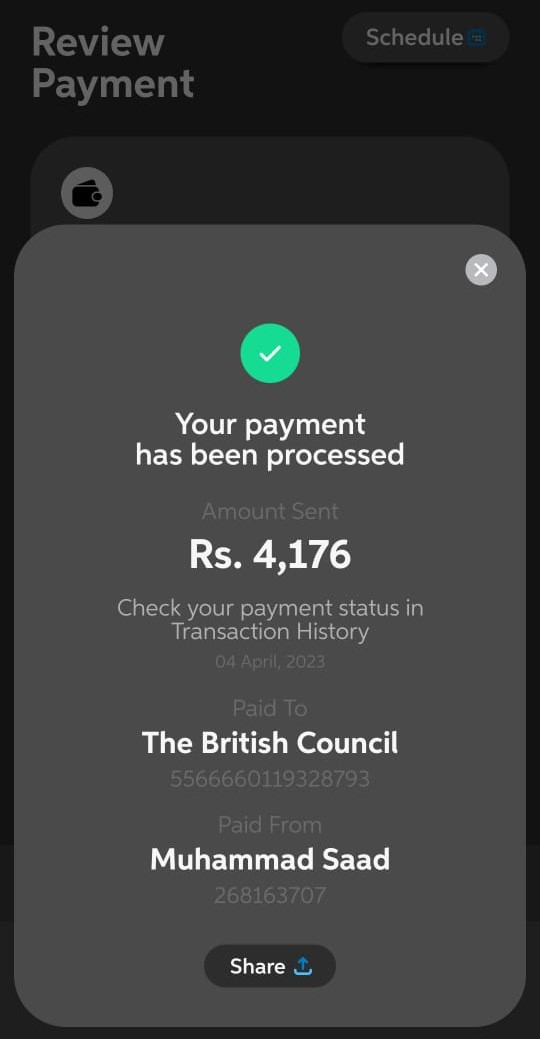 Review
Payment
Schedule
Your payment
has been processed
Amount Sent
Rs. 4,176
Check your payment status in
Transaction History
04 April, 2023
Paid To
The British Council
5566660119328793
Paid From
Muhammad Saad
268163707
Share